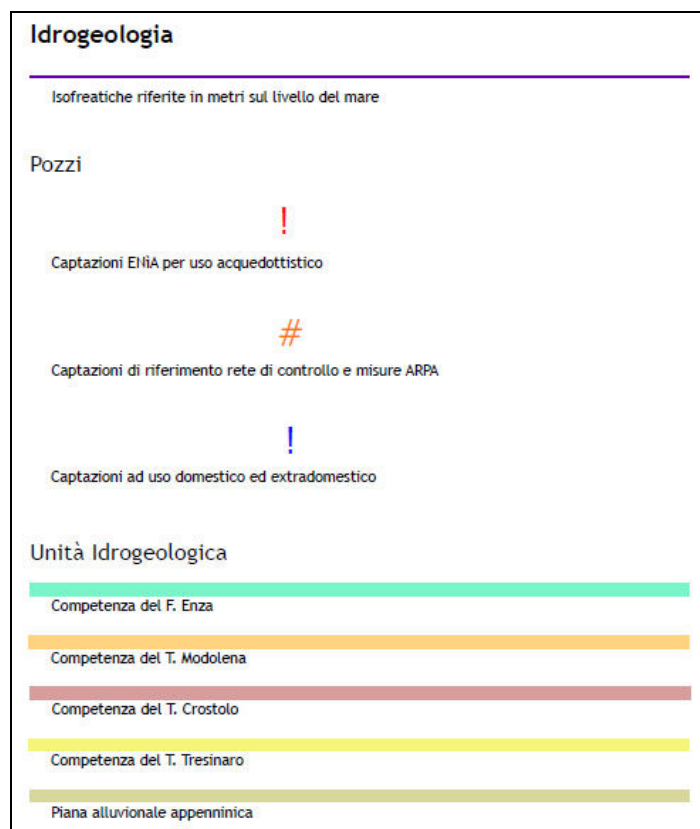 Idrogeologia
Isofreatiche riferite in metri sul livello del mare
Pozzi
!
Captazioni ENìA per uso acquedottistico
#
Captazioni di riferimento rete di controllo e misure ARPA
!
Captazioni ad uso domestico ed extradomestico
Unità Idrogeologica
Competenza del F. Enza
Competenza del T. Modolena
Competenza del T. Crostolo
Competenza del T. Tresinaro
Piana alluvionale appenninica